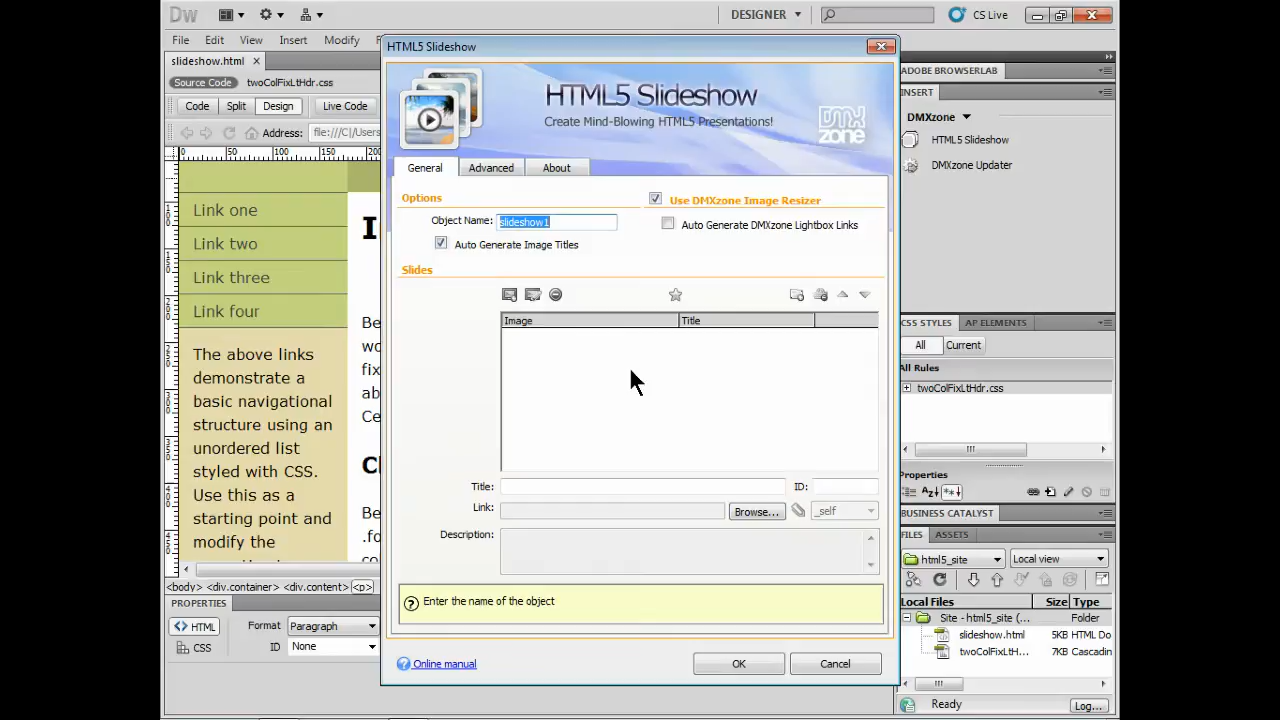 Dw
DESIGNER
CS Live
File Edit View Insert Modify
slideshow.html
Source Code twoColFixLtHdr.css
Code Split Design Live Code
Address: file:///C|/Users
0 50 100 150 200
Link one
Link two
Link three
Link four
The above links
demonstrate a
basic navigational
structure using an
unordered list
styled with CSS.
Use this as a
starting point and
modify the
<body> <div.container> <div.content> <p>
PROPERTIES
HTML
CSS
Format Paragraph
ID None
HTML5 Slideshow
HTML5 Slideshow
Create Mind-Blowing HTML5 Presentations!
DMX
zone
General Advanced About
Options
Use DMXzone Image Resizer
Object Name: slideshow1
Auto Generate DMXzone Lightbox Links
Auto Generate Image Titles
Slides
Image Title
Title: ID:
Link: Browse... _self
Description:
Enter the name of the object
Online manual
OK Cancel
ADOBE BROWSERLAB
INSERT
DMXzone
HTML5 Slideshow
DMXzone Updater
CSS STYLES AP ELEMENTS
All Current
All Rules
twoColFixLtHdr.css
Properties
BUSINESS CATALYST
FILES ASSETS
html5_site Local view
Local Files Size Type
Site - html5_site (... Folder
slideshow.html 5KB HTML Do
twoColFixLtH... 7KB Cascadin
Ready Log...